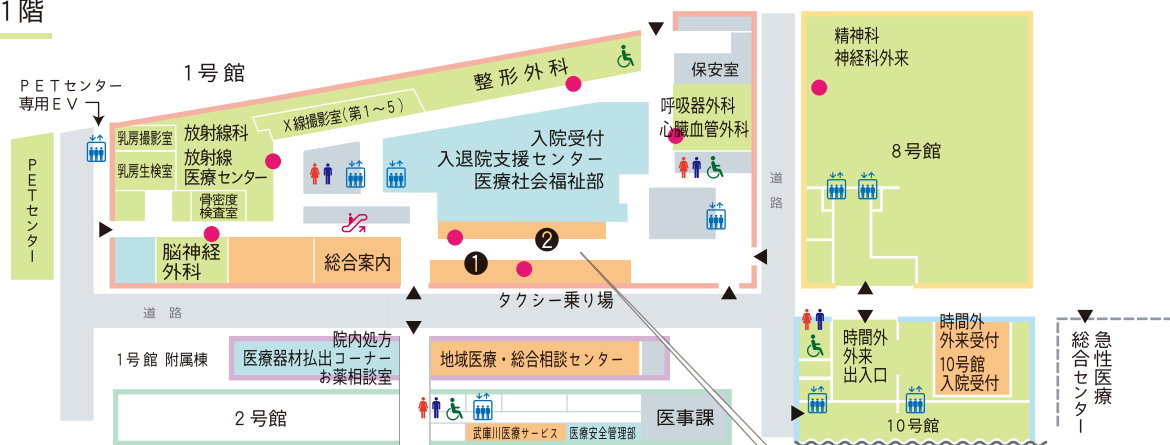 1階
PETセンター
専用EV
1号館
整形外科
保安室
精神科
神経科外来
X線撮影室(第1〜5)
呼吸器外科
心臓血管外科
乳房撮影室
放射線科
入院受付
入退院支援センター
医療社会福祉部
8号館
PETセンター
乳房生検室
放射線
医療センター
骨密度
検査室
道路
脳神経
外科
総合案内
1
2
タクシー乗り場
道路
院内処方
医療器材払出コーナー
お薬相談室
1号館 附属棟
地域医療・総合相談センター
時間外
外来
出入口
時間外
外来受付
10号館
入院受付
急性医療
総合センター
2号館
医事課
武庫川医療サービス
医療安全管理部
10号館